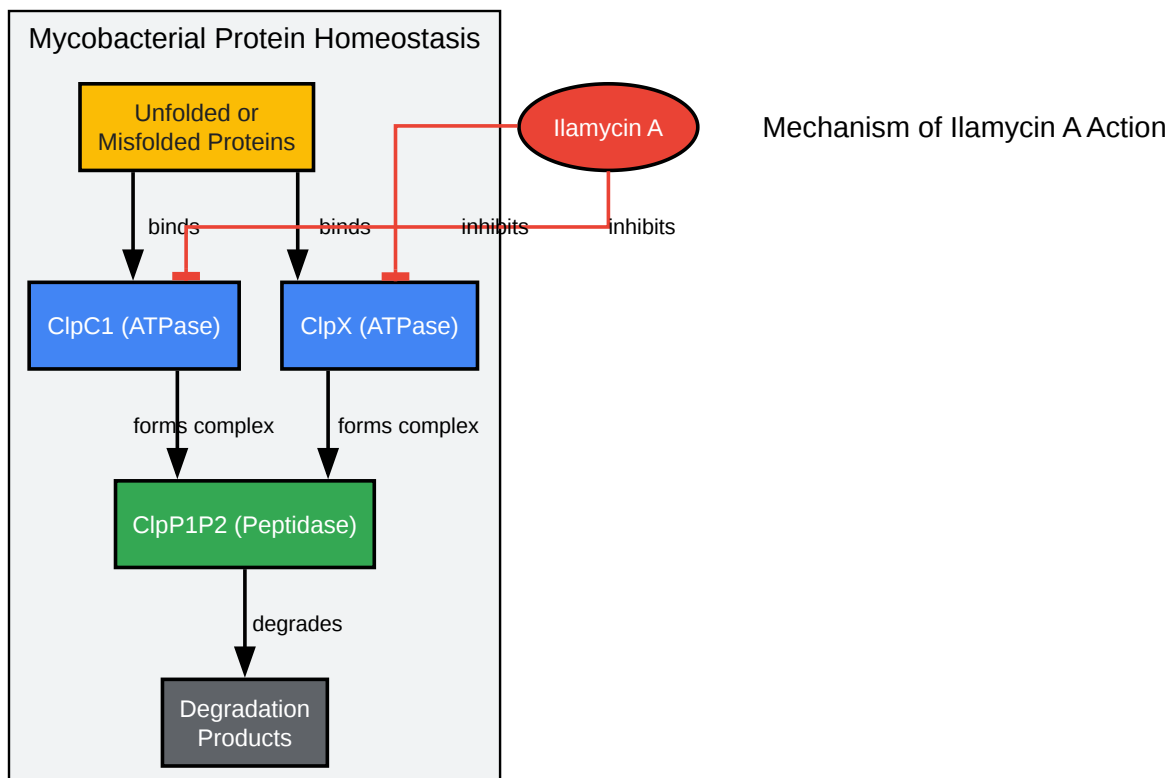 Mycobacterial Protein Homeostasis
Unfolded or
Misfolded Proteins
Ilamycin A
Mechanism of Ilamycin A Action
binds
binds
inhibits
inhibits
ClpC1 (ATPase)
ClpX (ATPase)
forms complex
forms complex
ClpP1P2 (Peptidase)
degrades
Degradation
Products